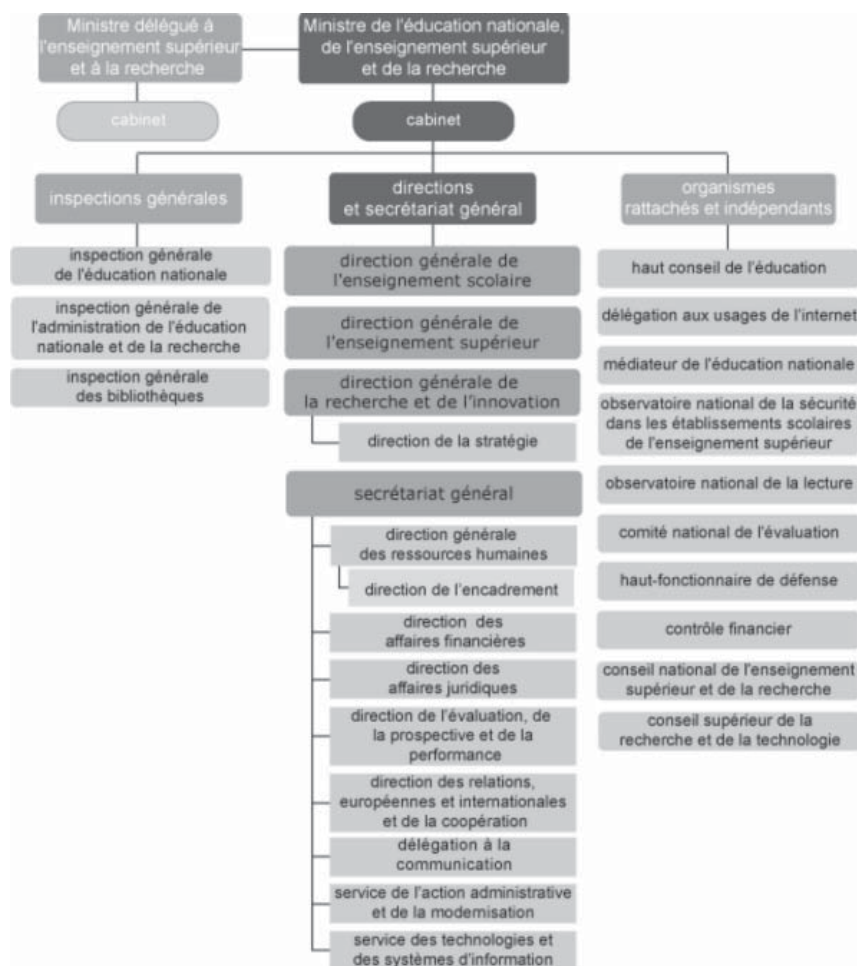 Ministre délégué à
l'enseignement supérieur
et à la recherche
Ministre de l'éducation nationale,
de l'enseignement supérieur
et de la recherche
cabinet
cabinet
inspections générales
inspection générale
de l'éducation nationale
inspection générale de
l'administration de l'éducation
nationale et de la recherche
inspection générale
des bibliothèques
directions
et secrétariat général
direction générale de
l'enseignement scolaire
direction générale de
l'enseignement supérieur
direction générale de
la recherche et de l'innovation
direction de la stratégie
secrétariat général
direction générale
des ressources humaines
direction de l'encadrement
direction des
affaires financières
direction des
affaires juridiques
direction de l'évaluation, de
la prospective et de la
performance
direction des relations,
européennes et internationales
et de la coopération
délégation à la
communication
service de l'action administrative
et de la modernisation
service des technologies et
des systèmes d'information
organismes
rattachés et indépendants
haut conseil de l'éducation
délégation aux usages de l'internet
médiateur de l'éducation nationale
observatoire national de la sécurité
dans les établissements scolaires
de l'enseignement supérieur
observatoire national de la lecture
comité national de l'évaluation
haut-fonctionnaire de défense
contrôle financier
conseil national de l'enseignement
supérieur et de la recherche
conseil supérieur de la
recherche et de la technologie